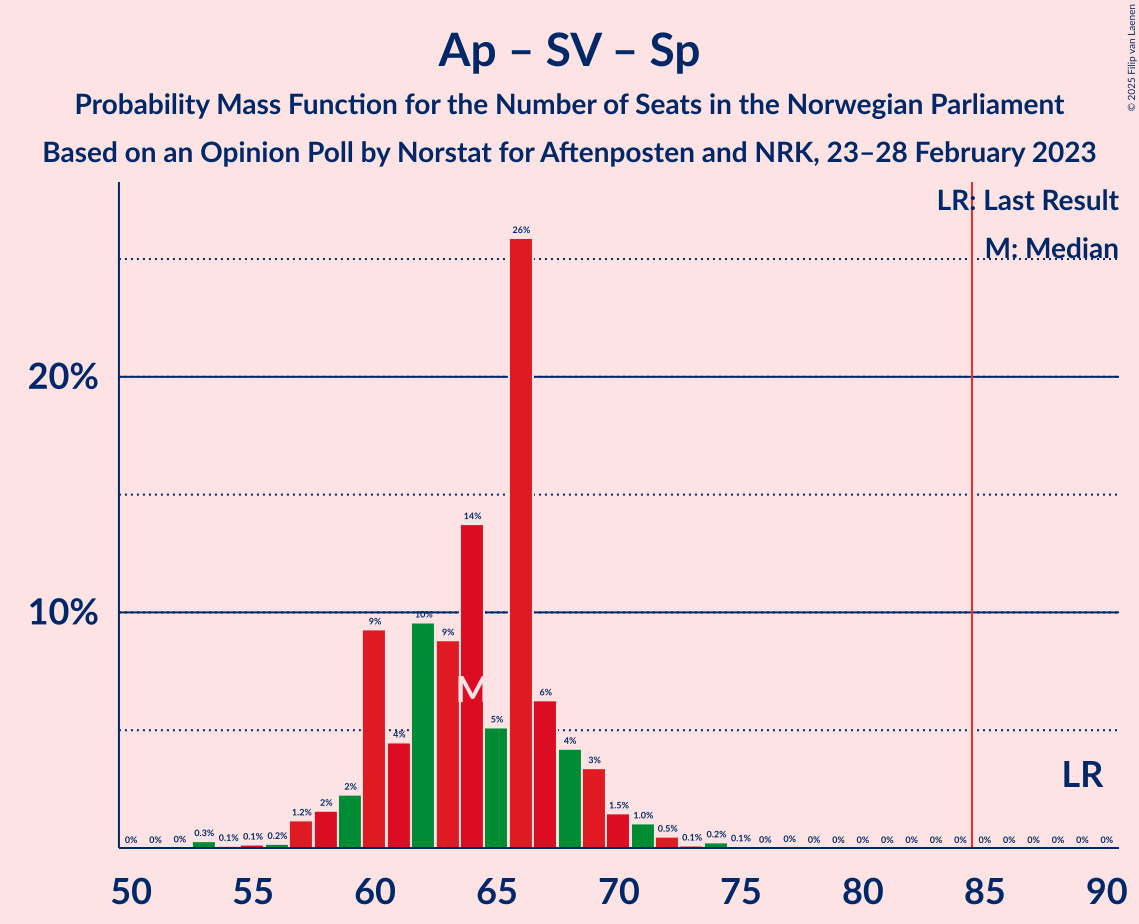 Ap – SV – Sp
Probability Mass Function for the Number of Seats in the Norwegian Parliament
Based on an Opinion Poll by Norstat for Aftenposten and NRK, 23–28 February 2023
© 2025 Filip van Laenen
LR: Last Result
M: Median
26%
20%
14%
10%
10%
9%
9%
M
6%
5%
4%
4%
3%
LR
2%
2%
1.2%
1.5%
1.0%
0% 0% 0% 0.3% 0.1% 0.1% 0.2% 0.5% 0.1% 0.2% 0.1% 0% 0% 0% 0% 0% 0% 0% 0% 0% 0% 0% 0% 0% 0% 0%
50 55 60 65 70 75 80 85 90